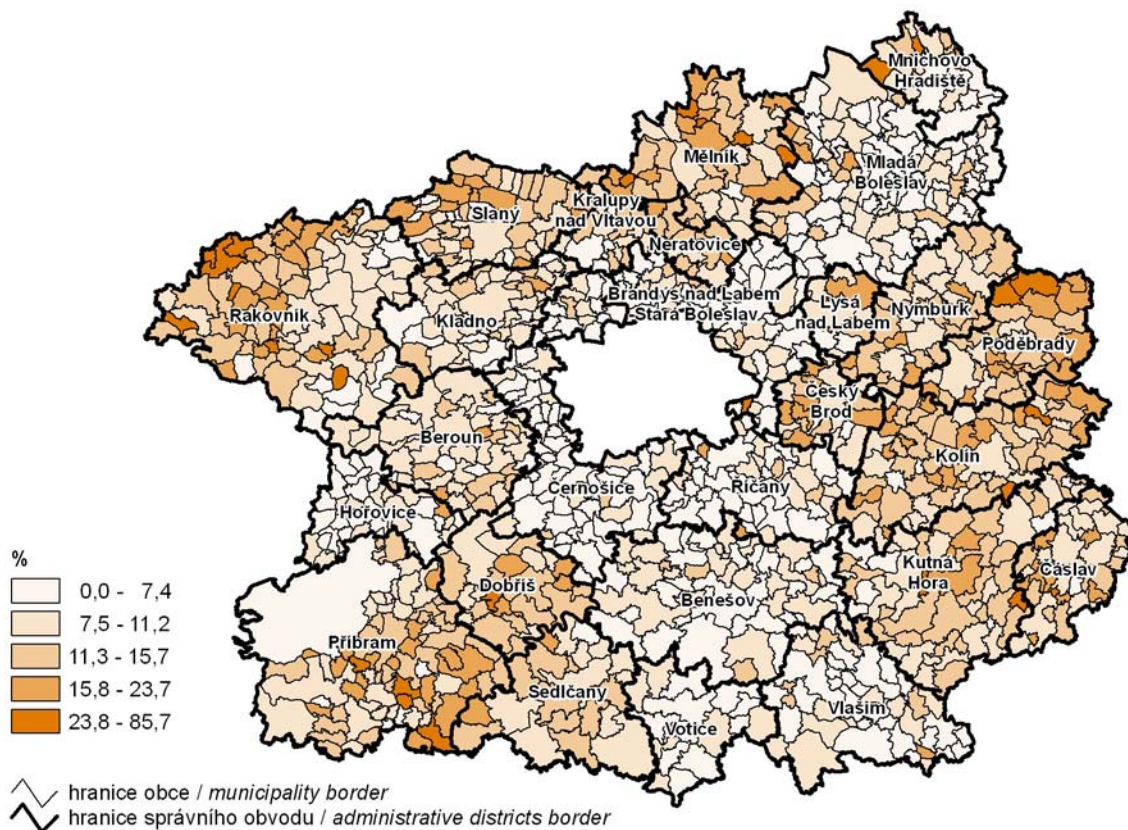 Mnichovo
Hradiště
Mělník
Mladá
Boleslav
Slaný
Kralupy
nad Vltavou
Neratovice
Rakovník
Kladno
Brandýs nad Labem
Stará Boleslav
Lysá
nad Labem
Nymburk
Poděbrady
Český
Brod
Beroun
Kolín
Hořovice
Černošice
Říčany
Dobříš
Benešov
Kutná
Hora
Čáslav
Příbram
Sedlčany
Votice
Vlašim
%
0,0 - 7,4
7,5 - 11,2
11,3 - 15,7
15,8 - 23,7
23,8 - 85,7
hranice obce / municipality border
hranice správního obvodu / administrative districts border